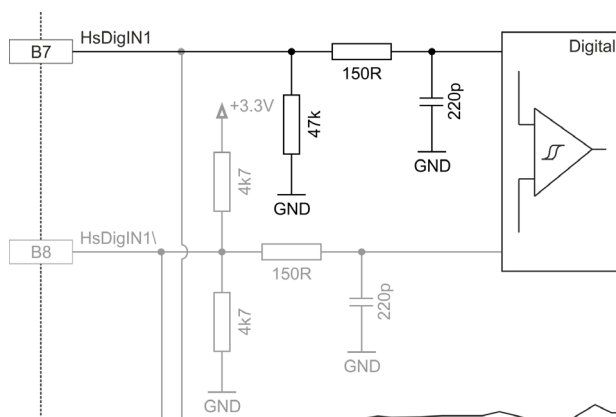 HsDigIN1
B7
Digital
150R
220p
+3.3V
47k
GND
4k7
GND
HsDigIN1\
B8
150R
220p
4k7
GND
GND